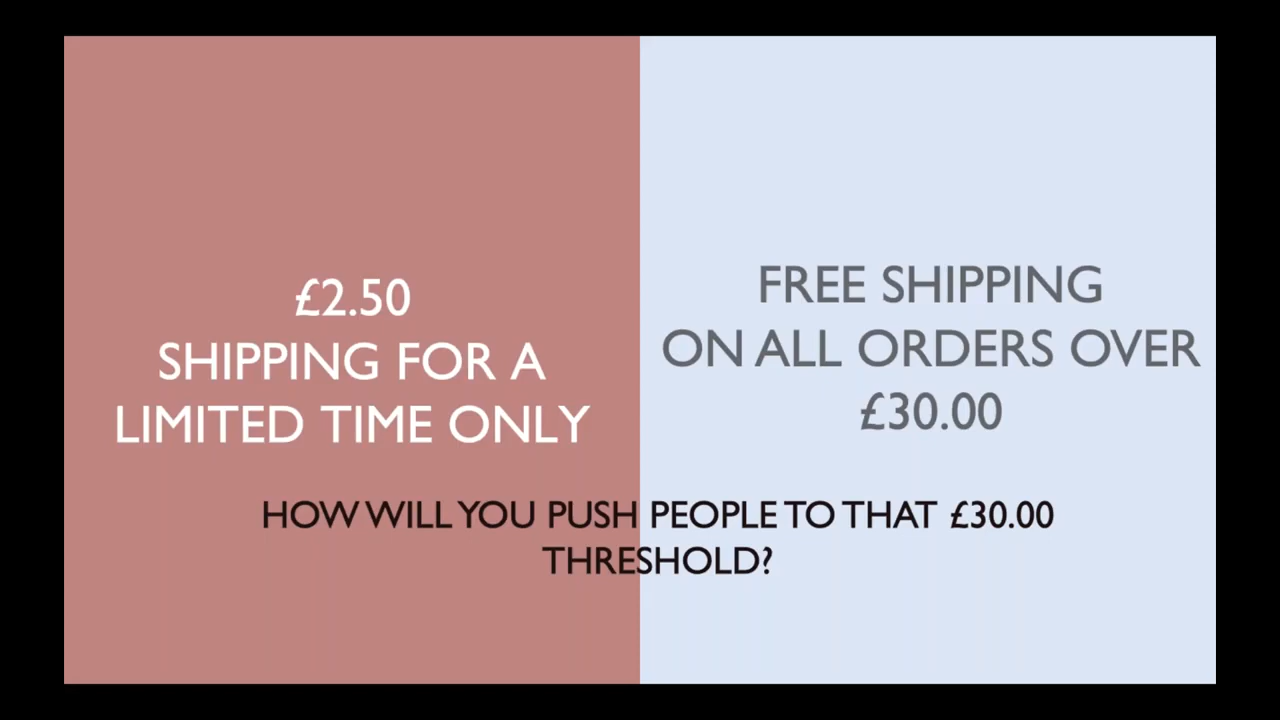 £2.50
SHIPPING FOR A
LIMITED TIME ONLY
FREE SHIPPING
ON ALL ORDERS OVER
£30.00
HOW WILL YOU PUSH PEOPLE TO THAT £30.00
THRESHOLD?